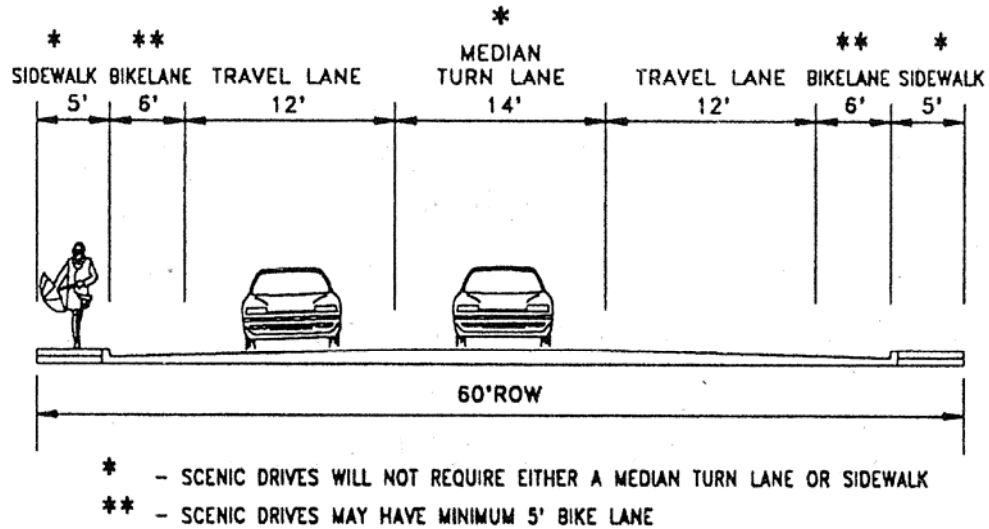 * ** * ** *
MEDIAN
SIDEWALK BIKELANE TRAVEL LANE TURN LANE TRAVEL LANE BIKELANE SIDEWALK
5' 6' 12' 14' 12' 6' 5'
60'ROW
* - SCENIC DRIVES WILL NOT REQUIRE EITHER A MEDIAN TURN LANE OR SIDEWALK
** - SCENIC DRIVES MAY HAVE MINIMUM 5' BIKE LANE